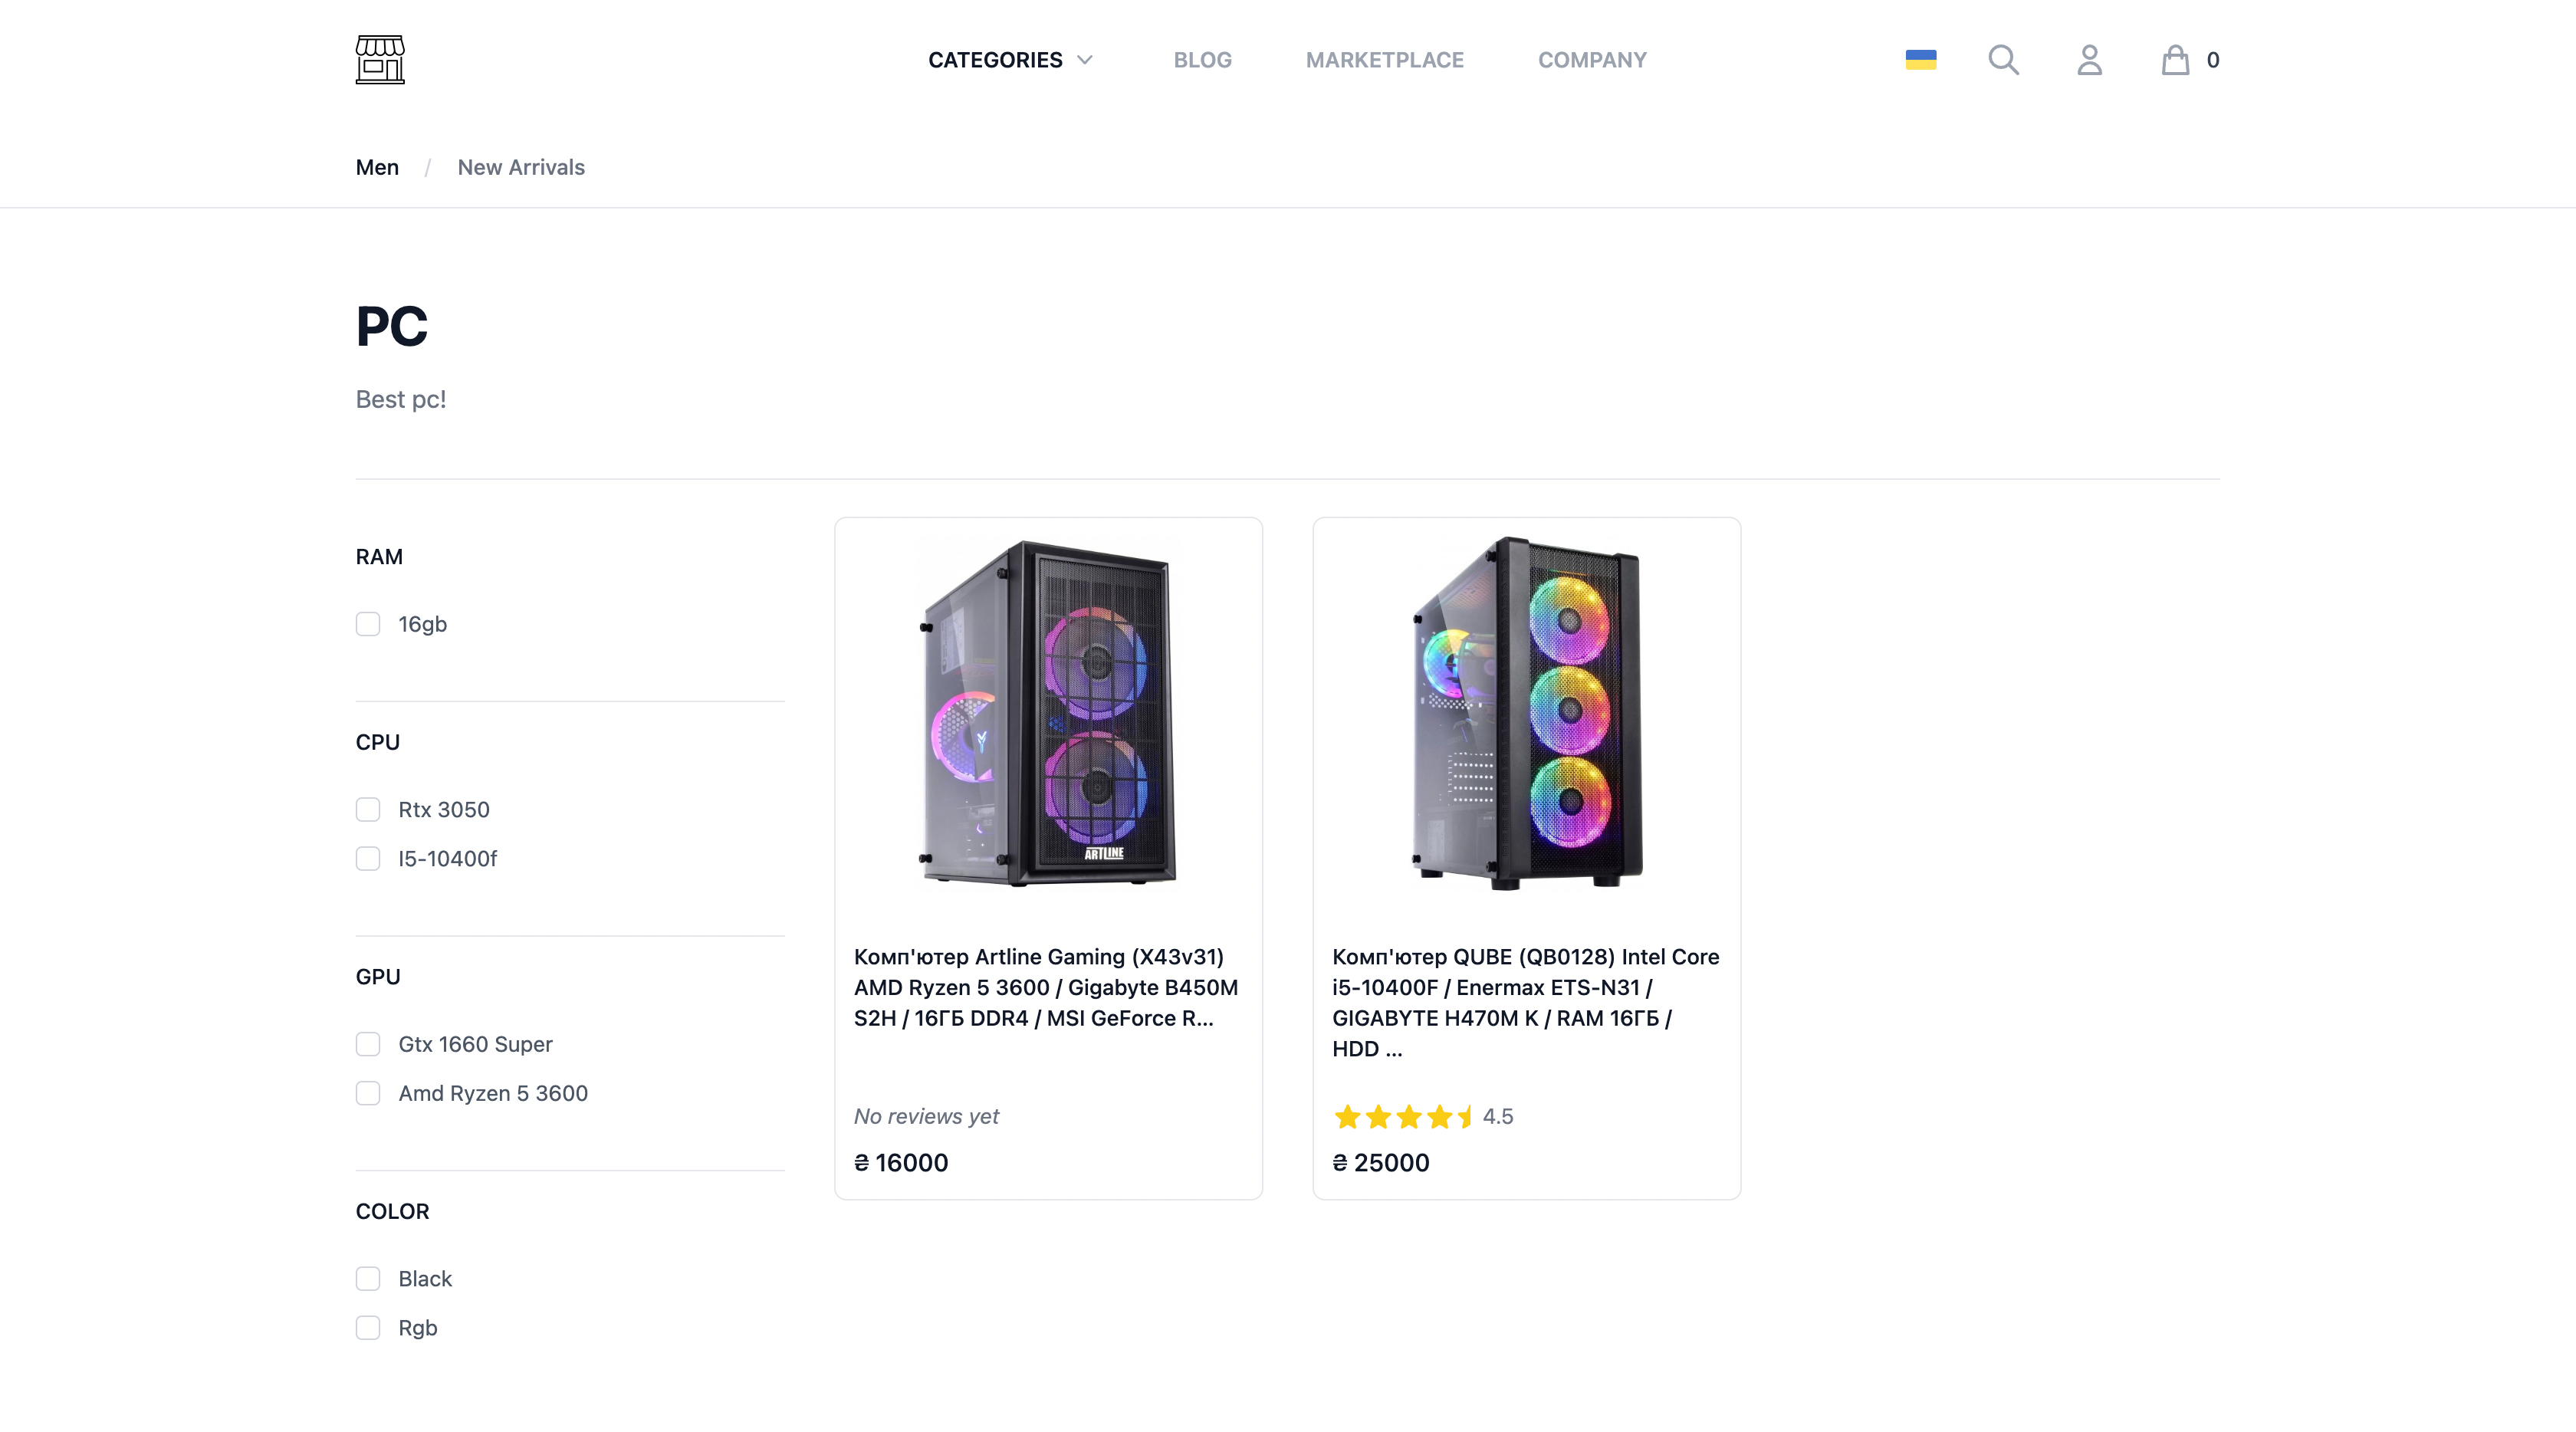 CATEGORIES BLOG MARKETPLACE COMPANY 0
Men / New Arrivals
PC
Best pc!
RAM
16gb
CPU
Rtx 3050
I5-10400f
GPU
Gtx 1660 Super
Amd Ryzen 5 3600
COLOR
Black
Rgb
ARTLINE
Комп'ютер Artline Gaming (X43v31)
AMD Ryzen 5 3600 / Gigabyte B450M
S2H / 16ГБ DDR4 / MSI GeForce R...
No reviews yet
₴ 16000
Комп'ютер QUBE (QB0128) Intel Core
i5-10400F / Enermax ETS-N31 /
GIGABYTE H470M K / RAM 16ГБ /
HDD ...
4.5
₴ 25000